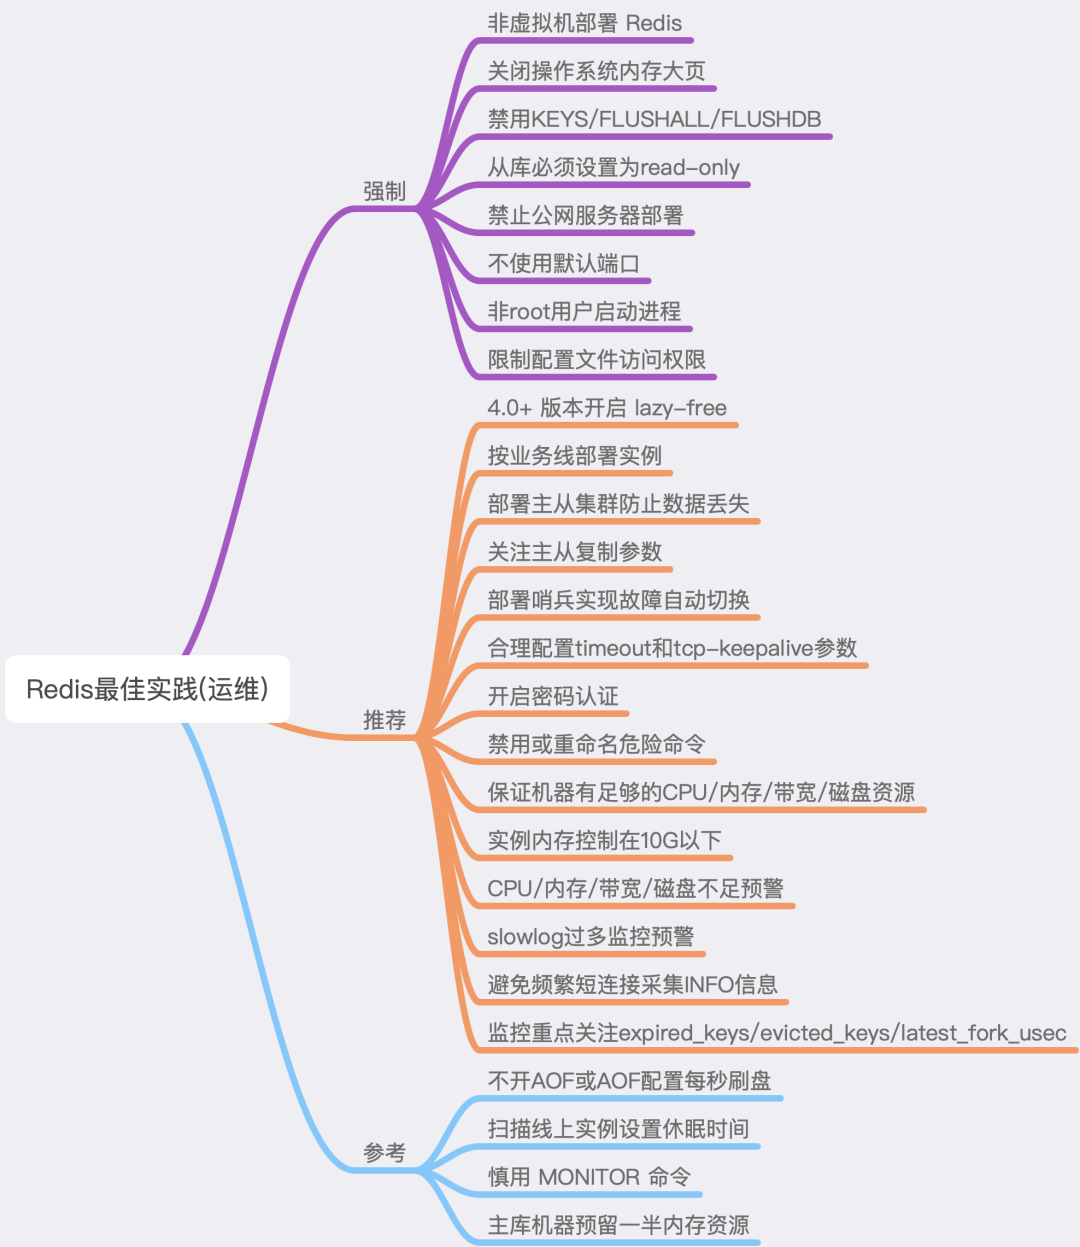 Redis最佳实践(运维)
强制
非虚拟机部署 Redis
关闭操作系统内存大页
禁用KEYS/FLUSHALL/FLUSHDB
从库必须设置为read-only
禁止公网服务器部署
不使用默认端口
非root用户启动进程
限制配置文件访问权限
推荐
4.0+ 版本开启 lazy-free
按业务线部署实例
部署主从集群防止数据丢失
关注主从复制参数
部署哨兵实现故障自动切换
合理配置timeout和tcp-keepalive参数
开启密码认证
禁用或重命名危险命令
保证机器有足够的CPU/内存/带宽/磁盘资源
实例内存控制在10G以下
CPU/内存/带宽/磁盘不足预警
slowlog过多监控预警
避免频繁短连接采集INFO信息
监控重点关注expired_keys/evicted_keys/latest_fork_usec
参考
不开AOF或AOF配置每秒刷盘
扫描线上实例设置休眠时间
慎用 MONITOR 命令
主库机器预留一半内存资源